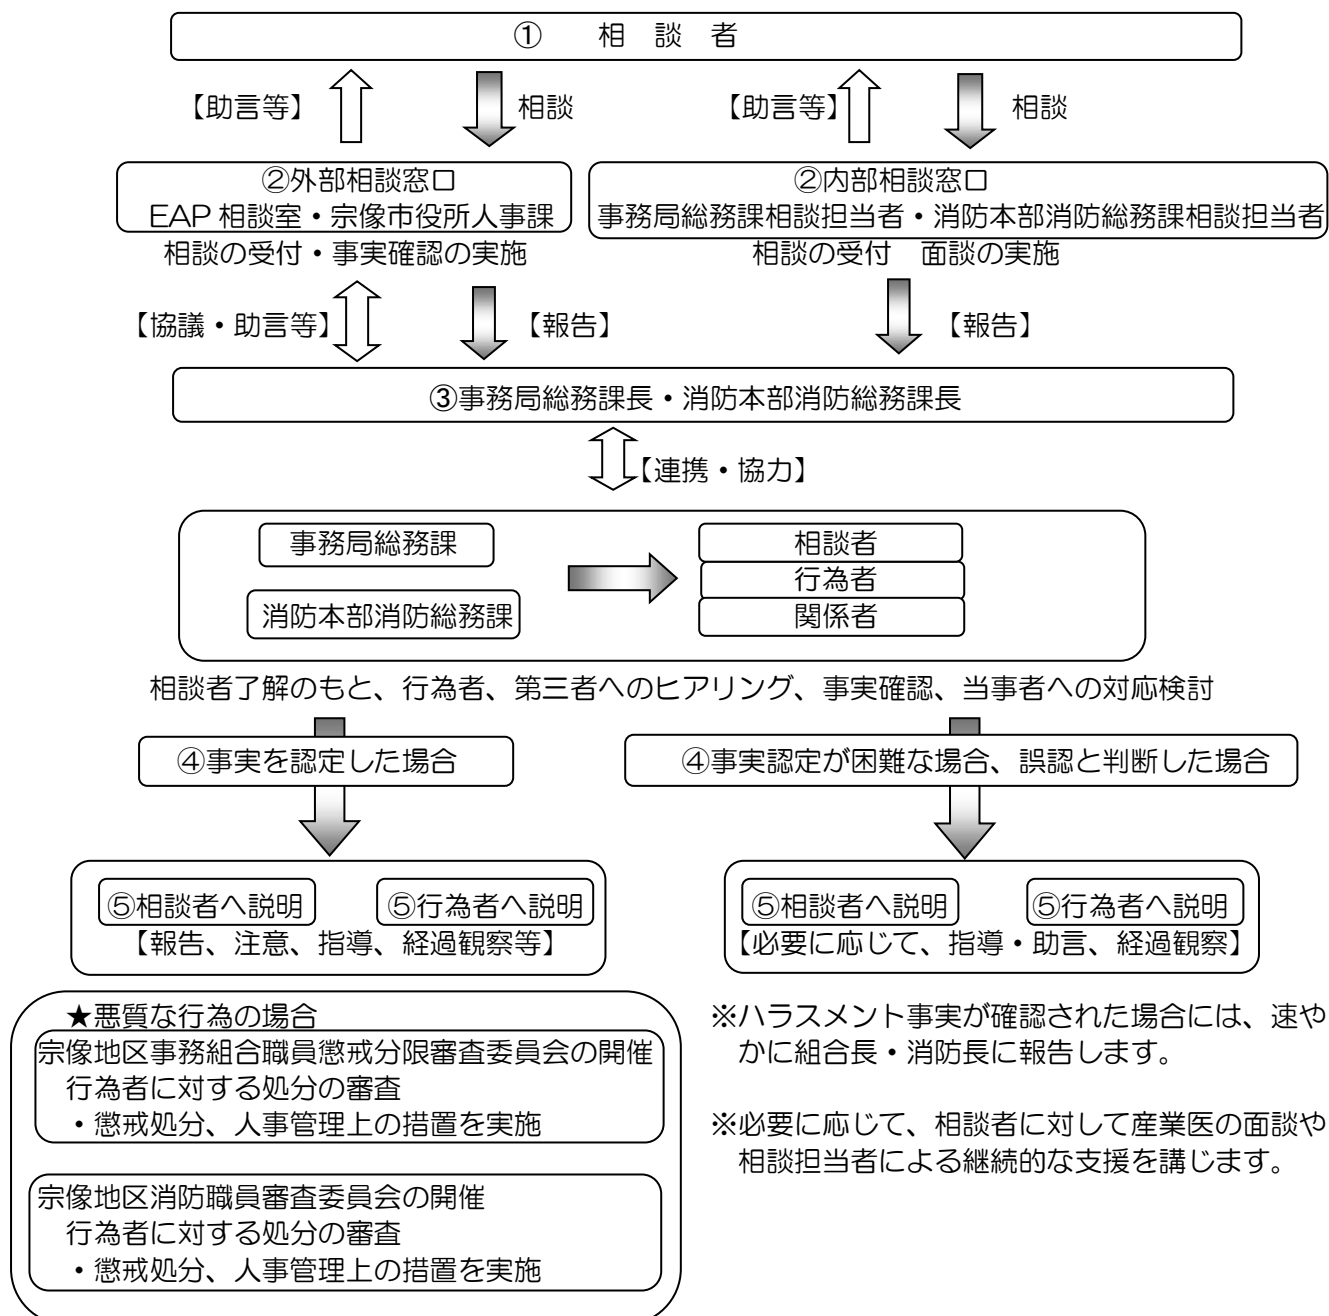 ① 相 談 者
【助言等】 相談 【助言等】 相談
②外部相談窓口
EAP 相談室・宗像市役所人事課
相談の受付・事実確認の実施
②内部相談窓口
事務局総務課相談担当者・消防本部消防総務課相談担当者
相談の受付 面談の実施
【協議・助言等】 【報告】 【報告】
③事務局総務課長・消防本部消防総務課長
【連携・協力】
事務局総務課
消防本部消防総務課
相談者
行為者
関係者
相談者了解のもと、行為者、第三者へのヒアリング、事実確認、当事者への対応検討
④事実を認定した場合
④事実認定が困難な場合、誤認と判断した場合
⑤相談者へ説明 ⑤行為者へ説明
【報告、注意、指導、経過観察等】
⑤相談者へ説明 ⑤行為者へ説明
【必要に応じて、指導・助言、経過観察】
★悪質な行為の場合
宗像地区事務組合職員懲戒分限審査委員会の開催
行為者に対する処分の審査
・懲戒処分、人事管理上の措置を実施
宗像地区消防職員審査委員会の開催
行為者に対する処分の審査
・懲戒処分、人事管理上の措置を実施
※ハラスメント事実が確認された場合には、速や
かに組合長・消防長に報告します。
※必要に応じて、相談者に対して産業医の面談や
相談担当者による継続的な支援を講じます。